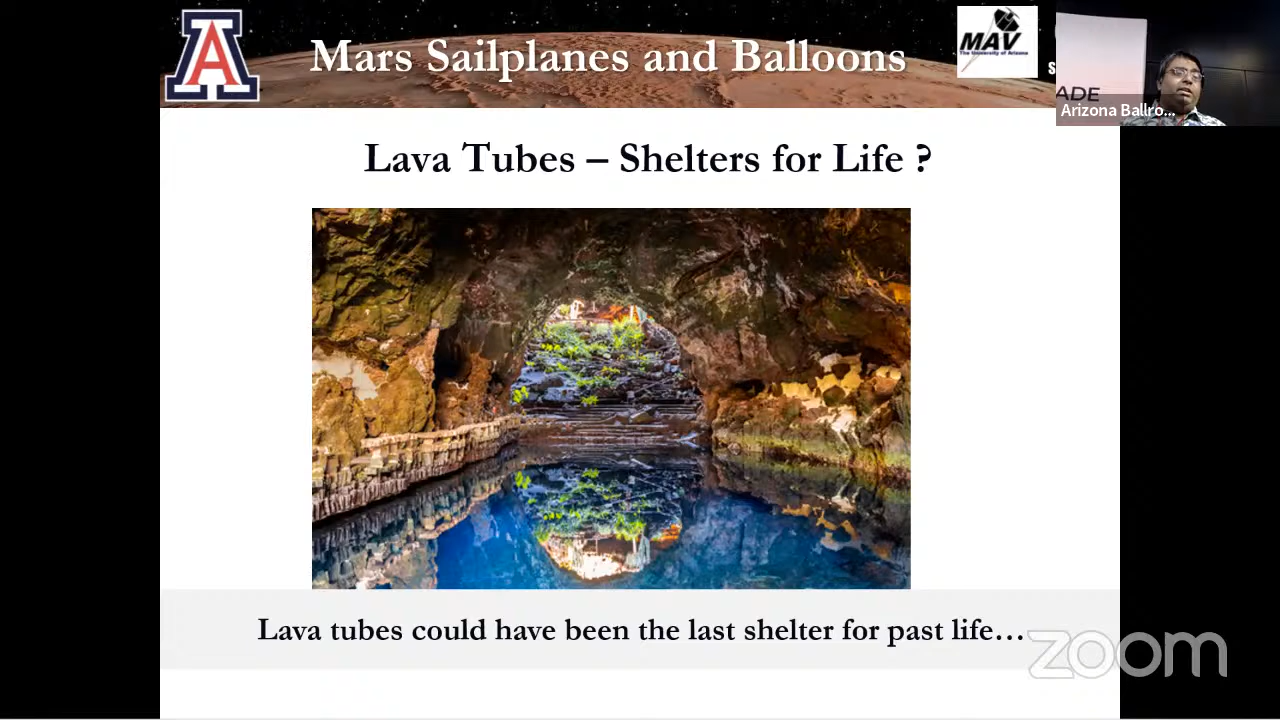 A
Mars Sailplanes and Balloons
MAV
The University of Arizona
S
ADE
Arizona Ballro...
Lava Tubes – Shelters for Life ?
Lava tubes could have been the last shelter for past life…
zoom